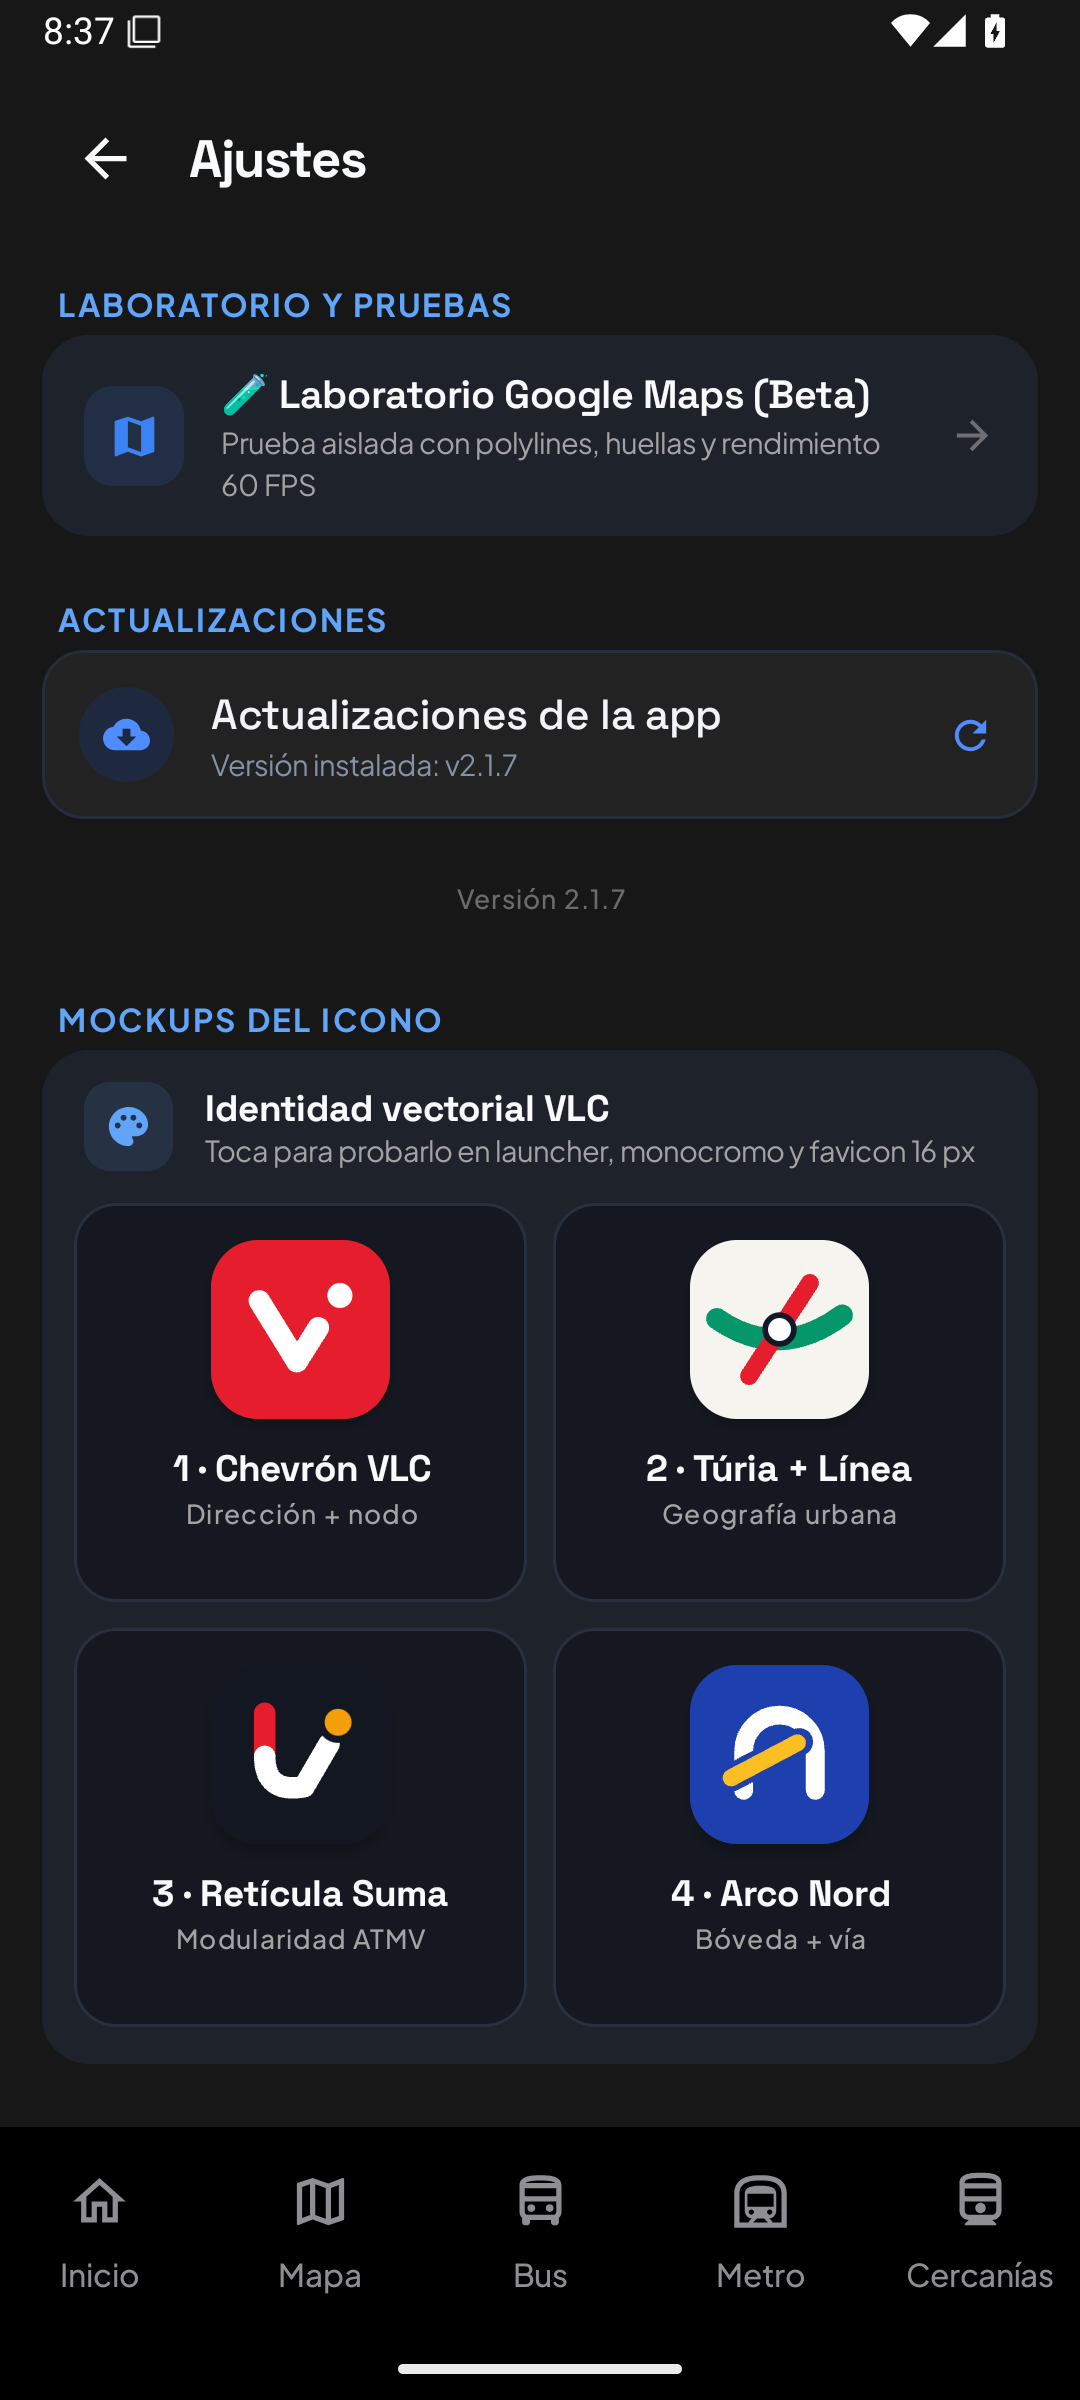 8:37
Ajustes
LABORATORIO Y PRUEBAS
🧪 Laboratorio Google Maps (Beta)
Prueba aislada con polylines, huellas y rendimiento
60 FPS
ACTUALIZACIONES
Actualizaciones de la app
Versión instalada: v2.1.7
Versión 2.1.7
MOCKUPS DEL ICONO
Identidad vectorial VLC
Toca para probarlo en launcher, monocromo y favicon 16 px
1 · Chevrón VLC
Dirección + nodo
2 · Túria + Línea
Geografía urbana
3 · Retícula Suma
Modularidad ATMV
4 · Arco Nord
Bóveda + vía
Inicio
Mapa
Bus
Metro
Cercanías